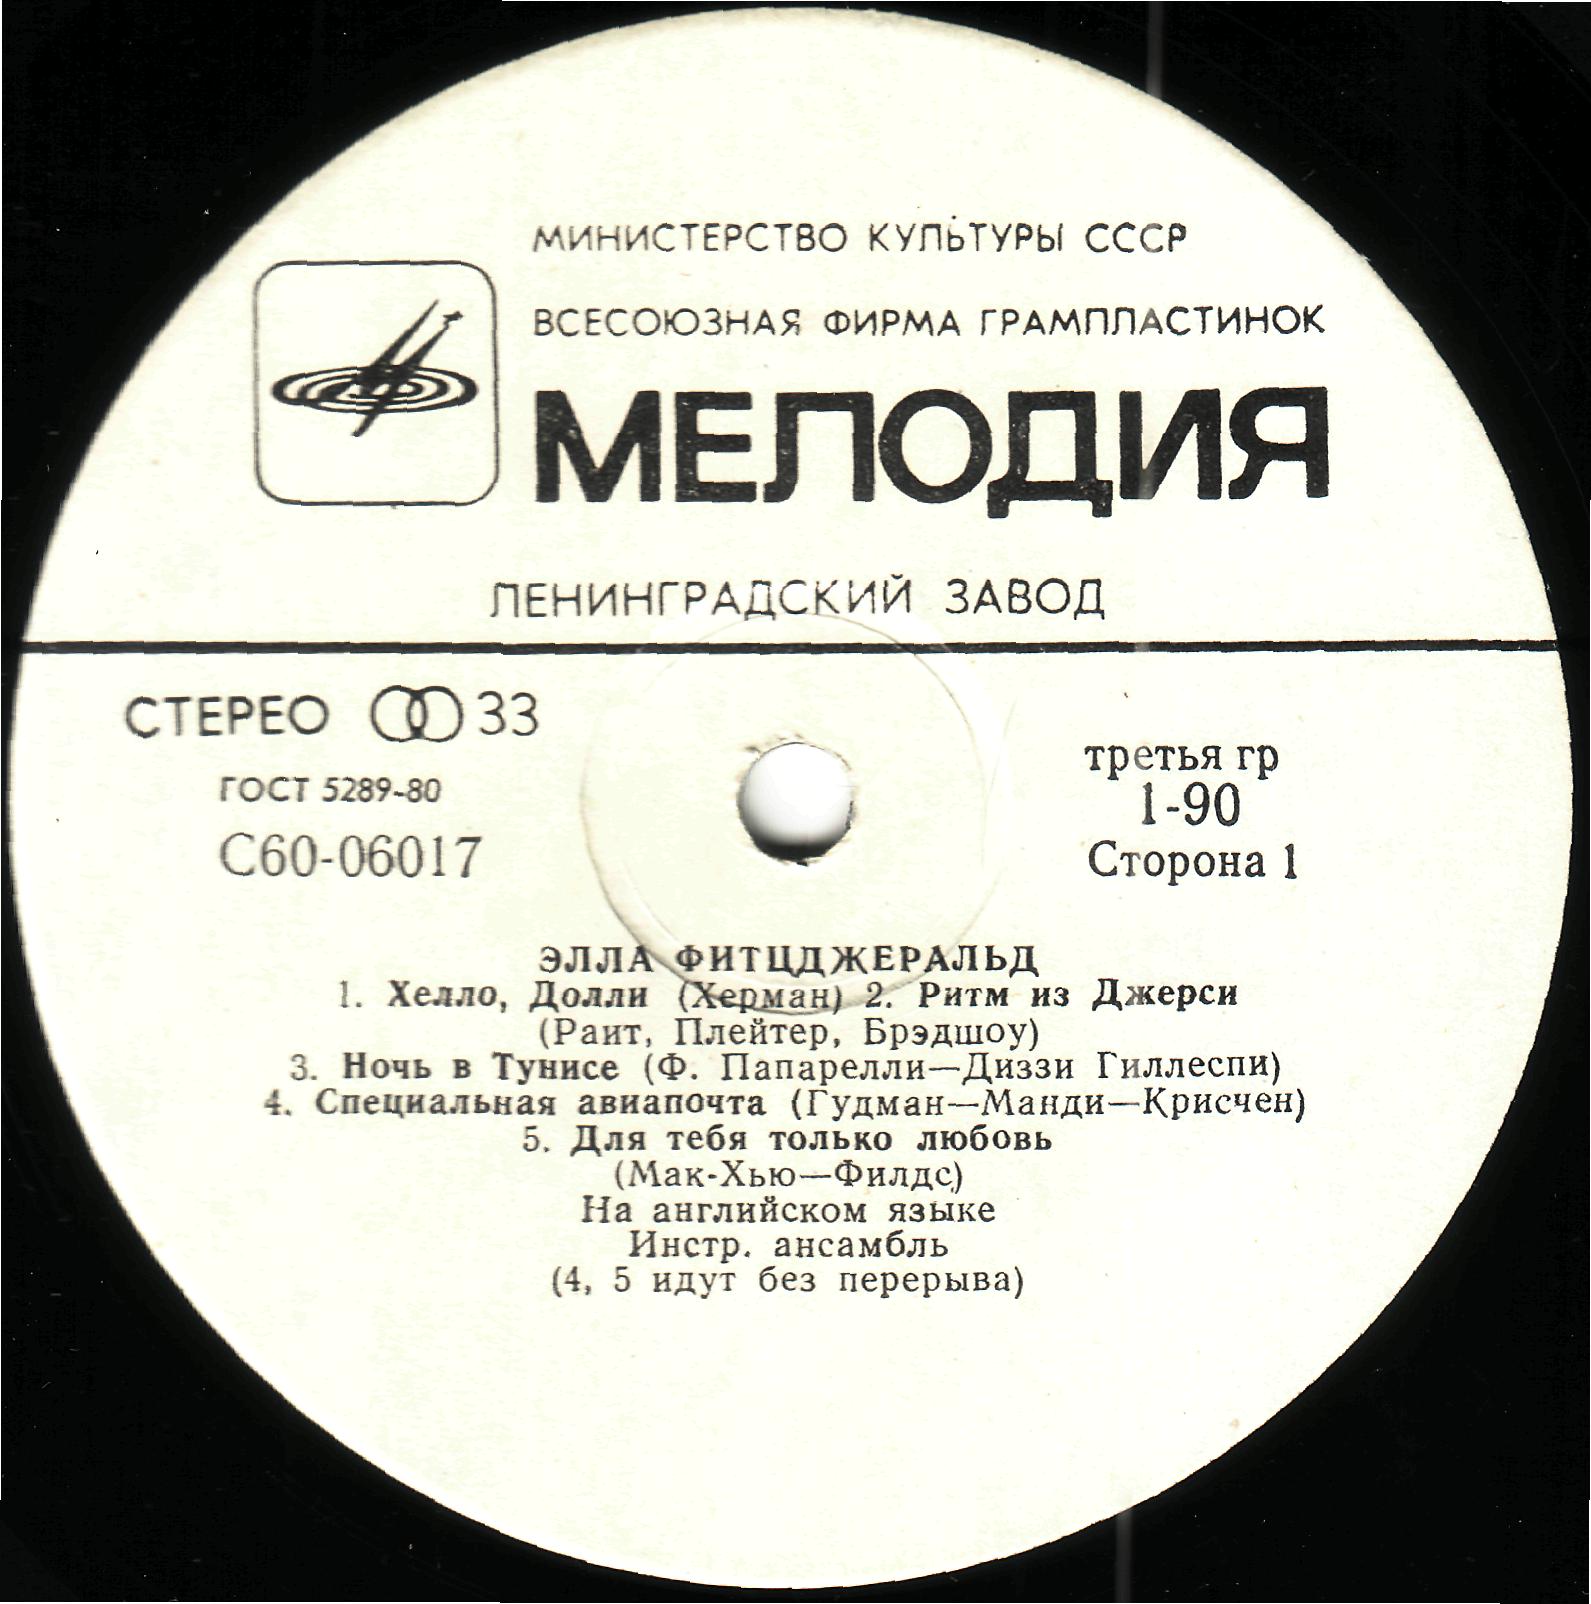 МИНИСТЕРСТВО КУЛЬТУРЫ СССР
ВСЕСОЮЗНАЯ ФИРМА ГРАМПЛАСТИНОК
МЕЛОДИЯ
ЛЕНИНГРАДСКИЙ ЗАВОД
СТЕРЕО 33
ГОСТ 5289-80
С60-06017
третья гр
1-90
Сторона 1
ЭЛЛА ФИТЦДЖЕРАЛЬД
1. Хелло, Долли (Херман) 2. Ритм из Джерси
(Раит, Плейтер, Брэдшоу)
3. Ночь в Тунисе (Ф. Папарелли—Диззи Гиллеспи)
4. Специальная авиапочта (Гудман—Манди—Крисчен)
5. Для тебя только любовь
(Мак-Хью—Филдс)
На английском языке
Инстр. ансамбль
(4, 5 идут без перерыва)